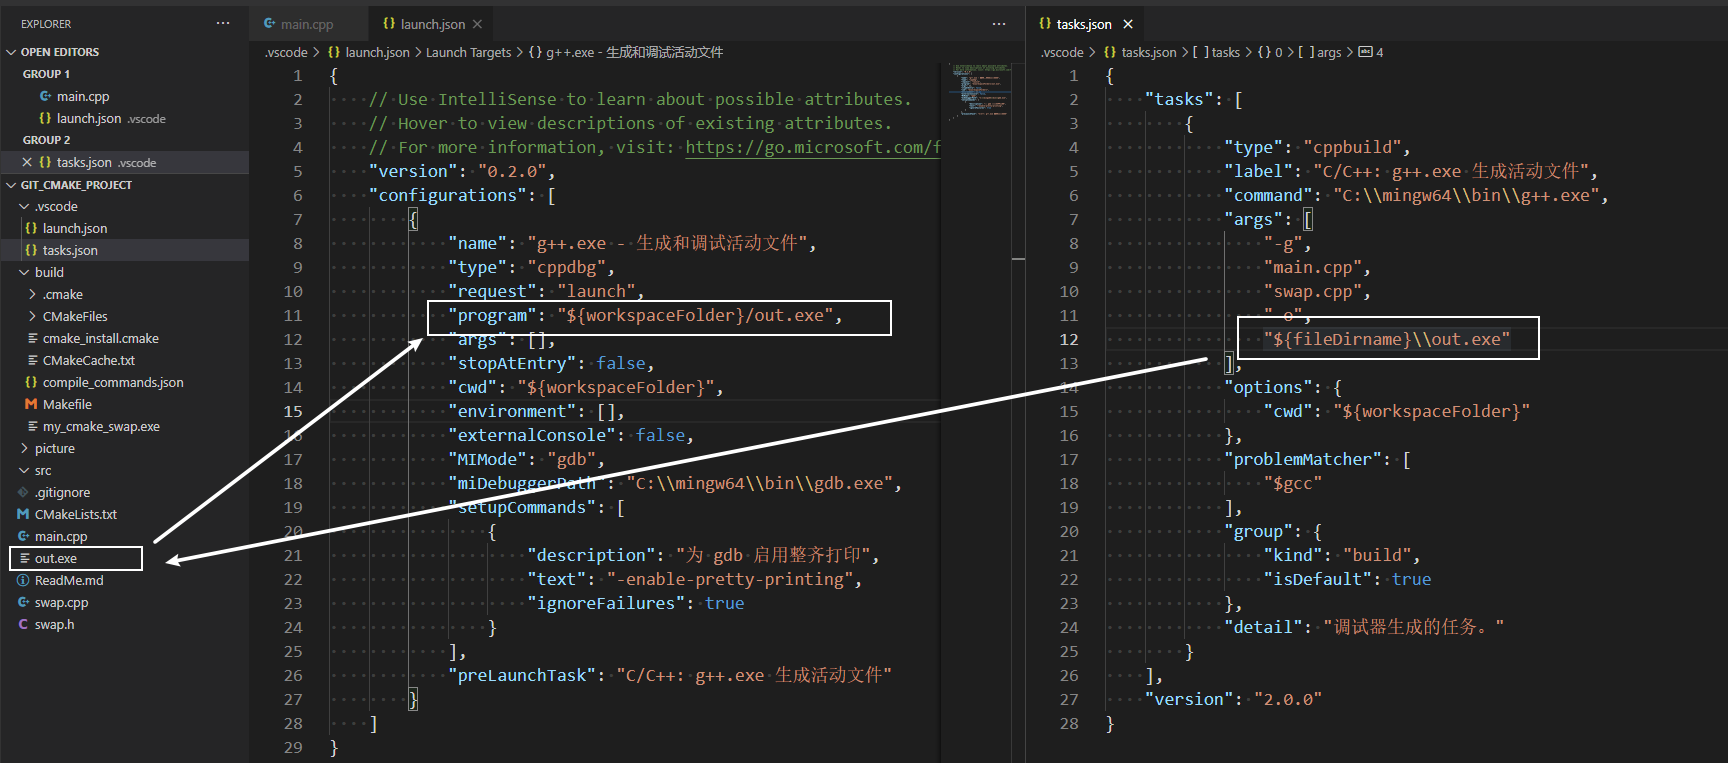 EXPLORER
OPEN EDITORS
GROUP 1
main.cpp
launch.json .vscode
GROUP 2
tasks.json .vscode
GIT_CMAKE_PROJECT
.vscode
launch.json
tasks.json
build
.cmake
CMakeFiles
cmake_install.cmake
CMakeCache.txt
compile_commands.json
Makefile
my_cmake_swap.exe
picture
src
.gitignore
CMakeLists.txt
main.cpp
out.exe
ReadMe.md
swap.cpp
swap.h
main.cpp
launch.json
.vscode > launch.json > Launch Targets > {} g++.exe - 生成和调试活动文件
1 {
2 // Use IntelliSense to learn about possible attributes.
3 // Hover to view descriptions of existing attributes.
4 // For more information, visit: https://go.microsoft.com/f
5 "version": "0.2.0",
6 "configurations": [
7 {
8 "name": "g++.exe - 生成和调试活动文件",
9 "type": "cppdbg",
10 "request": "launch",
11 "program": "${workspaceFolder}/out.exe",
12 "args": [],
13 "stopAtEntry": false,
14 "cwd": "${workspaceFolder}",
15 "environment": [],
16 "externalConsole": false,
17 "MIMode": "gdb",
18 "miDebuggerPath": "C:\\mingw64\\bin\\gdb.exe",
19 "setupCommands": [
20 {
21 "description": "为 gdb 启用整齐打印",
22 "text": "-enable-pretty-printing",
23 "ignoreFailures": true
24 }
25 ],
26 "preLaunchTask": "C/C++: g++.exe 生成活动文件"
27 }
28 ]
29 }
tasks.json
.vscode > tasks.json > [ ] tasks > {} 0 > [ ] args > abc 4
1 {
2 "tasks": [
3 {
4 "type": "cppbuild",
5 "label": "C/C++: g++.exe 生成活动文件",
6 "command": "C:\\mingw64\\bin\\g++.exe",
7 "args": [
8 "-g",
9 "main.cpp",
10 "swap.cpp",
11 "-o",
12 "${fileDirname}\\out.exe"
13 ],
14 "options": {
15 "cwd": "${workspaceFolder}"
16 },
17 "problemMatcher": [
18 "$gcc"
19 ],
20 "group": {
21 "kind": "build",
22 "isDefault": true
23 },
24 "detail": "调试器生成的任务。"
25 }
26 ],
27 "version": "2.0.0"
28 }